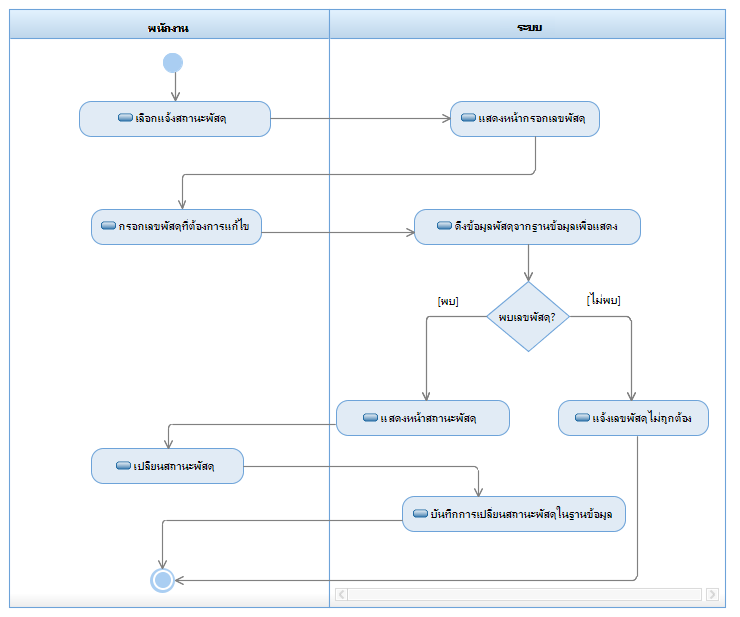 พนักงาน
ระบบ
เลือกแจ้งสถานะพัสดุ
แสดงหน้ากรอกเลขพัสดุ
กรอกเลขพัสดุที่ต้องการแก้ไข
ดึงข้อมูลพัสดุจากฐานข้อมูลเพื่อแสดง
[พบ]
[ไม่พบ]
พบเลขพัสดุ?
แสดงหน้าสถานะพัสดุ
แจ้งเลขพัสดุไม่ถูกต้อง
เปลี่ยนสถานะพัสดุ
บันทึกการเปลี่ยนสถานะพัสดุในฐานข้อมูล